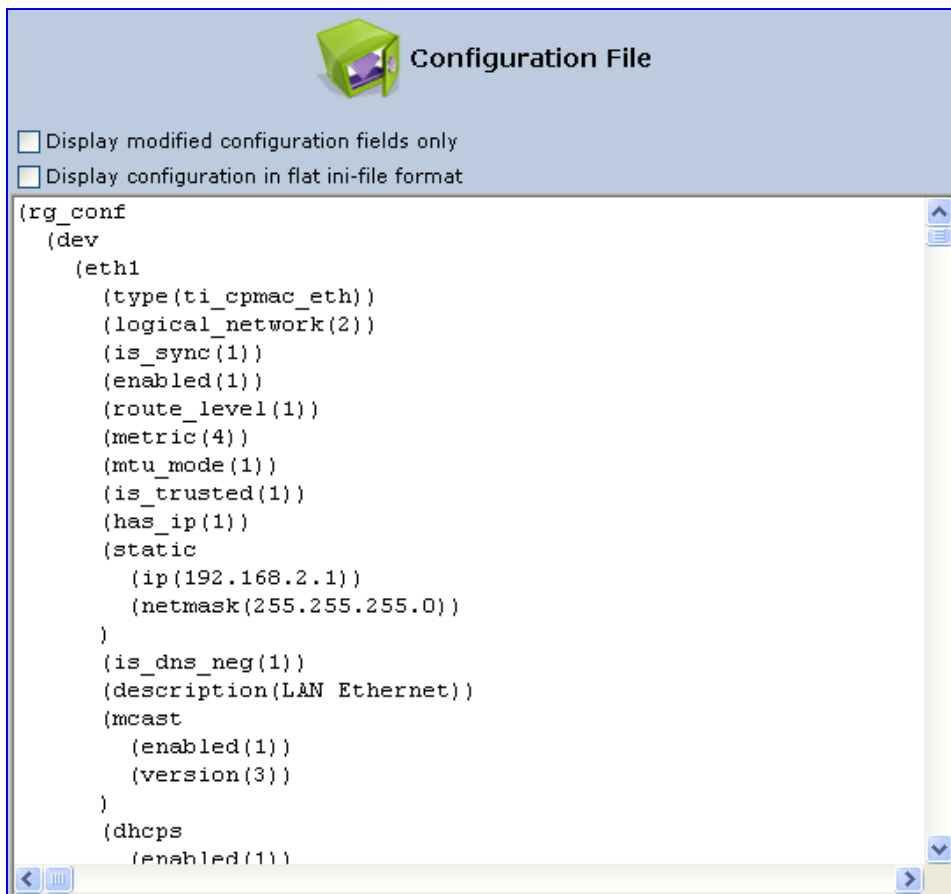 Configuration File
Display modified configuration fields only
Display configuration in flat ini-file format
(rg_conf
  (dev
    (eth1
      (type(ti_cpmac_eth))
      (logical_network(2))
      (is_sync(1))
      (enabled(1))
      (route_level(1))
      (metric(4))
      (mtu_mode(1))
      (is_trusted(1))
      (has_ip(1))
      (static
        (ip(192.168.2.1))
        (netmask(255.255.255.0))
      )
      (is_dns_neg(1))
      (description(LAN Ethernet))
      (mcast
        (enabled(1))
        (version(3))
      )
      (dhcps
        (enabled(1))